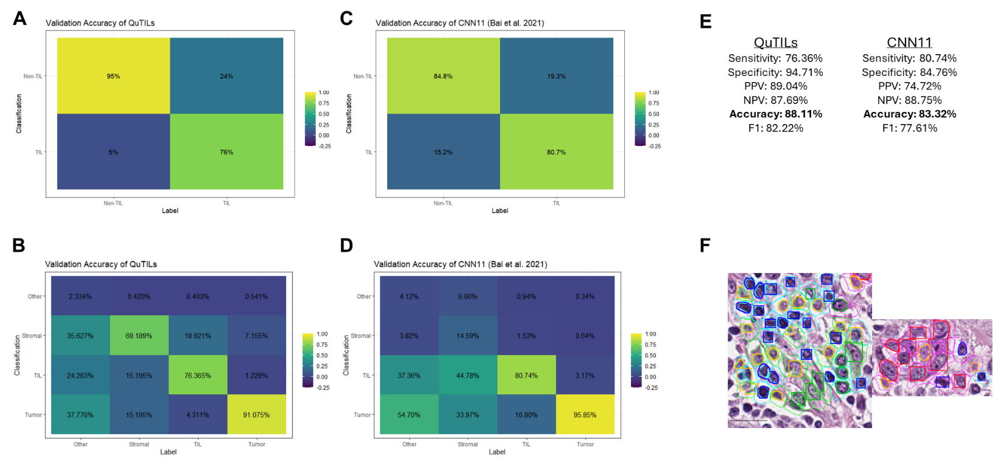 A
Validation Accuracy of QuTILs
Classification
Non-TIL
95%
24%
TIL
5%
76%
Non-TIL
TIL
Label
1.00
0.75
0.50
0.25
0.00
-0.25
C
Validation Accuracy of CNN11 (Bai et al. 2021)
Classification
Non-TIL
84.8%
19.3%
TIL
15.2%
80.7%
Non-TIL
TIL
Label
1.00
0.75
0.50
0.25
0.00
-0.25
E
QuTILs
Sensitivity: 76.36%
Specificity: 94.71%
PPV: 89.04%
NPV: 87.69%
Accuracy: 88.11%
F1: 82.22%
CNN11
Sensitivity: 80.74%
Specificity: 84.76%
PPV: 74.72%
NPV: 88.75%
Accuracy: 83.32%
F1: 77.61%
B
Validation Accuracy of QuTILs
Classification
Other
2.334%
0.420%
0.403%
0.541%
Stromal
35.627%
69.189%
18.921%
7.155%
TIL
24.263%
15.195%
76.365%
1.229%
Tumor
37.776%
15.195%
4.311%
91.075%
Other
Stromal
TIL
Tumor
Label
1.00
0.75
0.50
0.25
0.00
-0.25
D
Validation Accuracy of CNN11 (Bai et al. 2021)
Classification
Other
4.12%
6.66%
0.94%
0.34%
Stromal
3.82%
14.59%
1.53%
0.64%
TIL
37.36%
44.78%
80.74%
3.17%
Tumor
54.70%
33.97%
16.80%
95.85%
Other
Stromal
TIL
Tumor
Label
1.00
0.75
0.50
0.25
0.00
-0.25
F